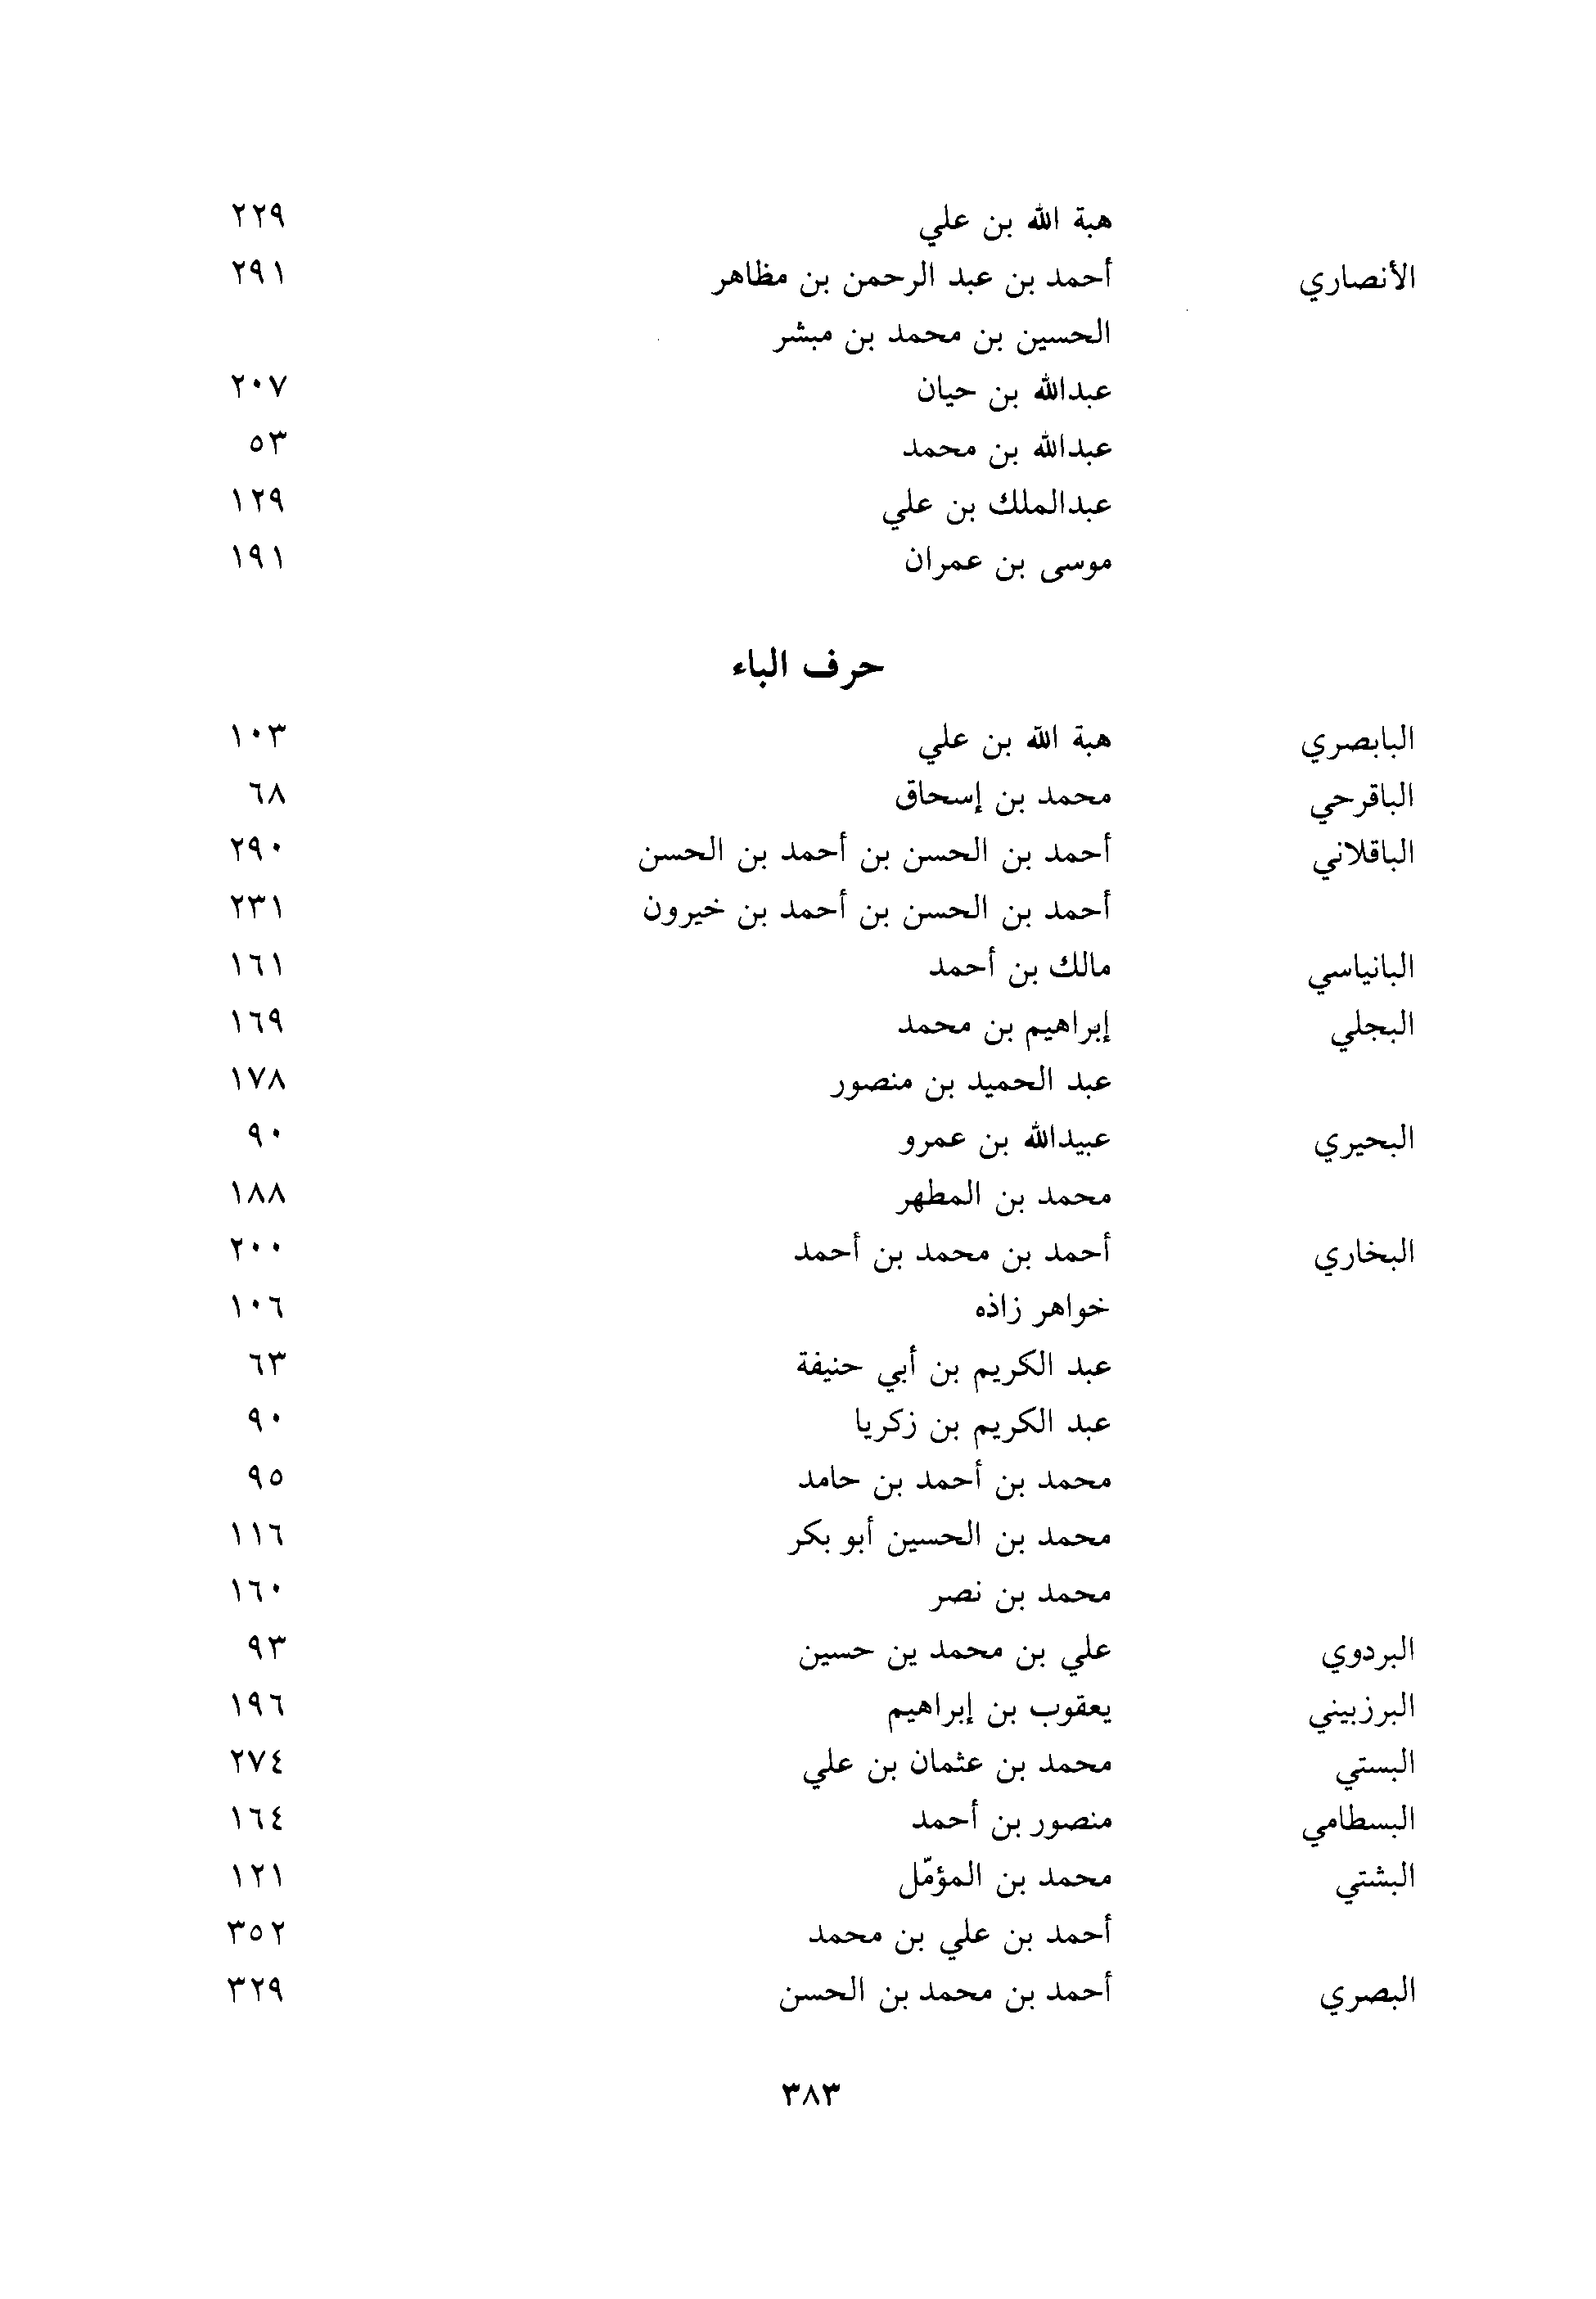 هبة الله بن علي ٢٢٩
الأنصاري أحمد بن عبد الرحمن بن مظاهر ٢٩١
الحسين بن محمد بن مبشر
عبدالله بن حيان ٢٠٧
عبدالله بن محمد ٥٣
عبدالملك بن علي ١٢٩
موسى بن عمران ١٩١
حرف الباء
البابصري هبة الله بن علي ١٠٣
الباقرحي محمد بن إسحاق ٦٨
الباقلاني أحمد بن الحسن بن أحمد بن الحسن ٢٩٠
أحمد بن الحسن بن أحمد بن خيرون ٢٣١
البانياسي مالك بن أحمد ١٦١
البجلي إبراهيم بن محمد ١٦٩
عبد الحميد بن منصور ١٧٨
البحيري عبيدالله بن عمرو ٩٠
محمد بن المطهر ١٨٨
البخاري أحمد بن محمد بن أحمد ٢٠٠
خواهر زاذه ١٠٦
عبد الكريم بن أبي حنيفة ٦٣
عبد الكريم بن زكريا ٩٠
محمد بن أحمد بن حامد ٩٥
محمد بن الحسين أبو بكر ١١٦
محمد بن نصر ١٦٠
البردوي علي بن محمد ين حسين ٩٣
البرزبيني يعقوب بن إبراهيم ١٩٦
البستي محمد بن عثمان بن علي ٢٧٤
البسطامي منصور بن أحمد ١٦٤
البشتي محمد بن المؤمّل ١٢١
أحمد بن علي بن محمد ٣٥٢
البصري أحمد بن محمد بن الحسن ٣٢٩
٣٨٣